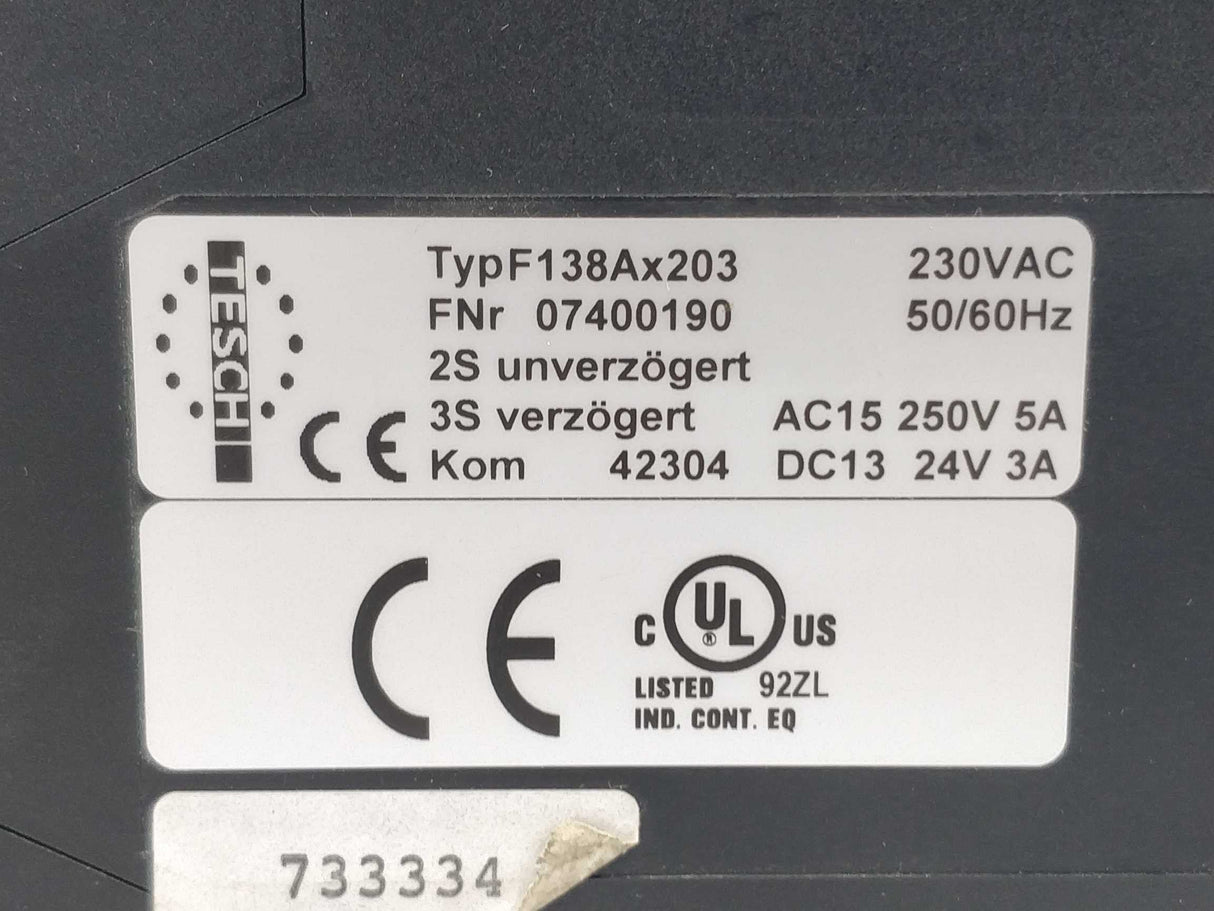 TESCH
TypF138Ax203 230VAC
FNr 07400190 50/60Hz
2S unverzögert
3S verzögert AC15 250V 5A
CE Kom 42304 DC13 24V 3A
CE
C UL® US
LISTED 92ZL
IND. CONT. EQ
733334